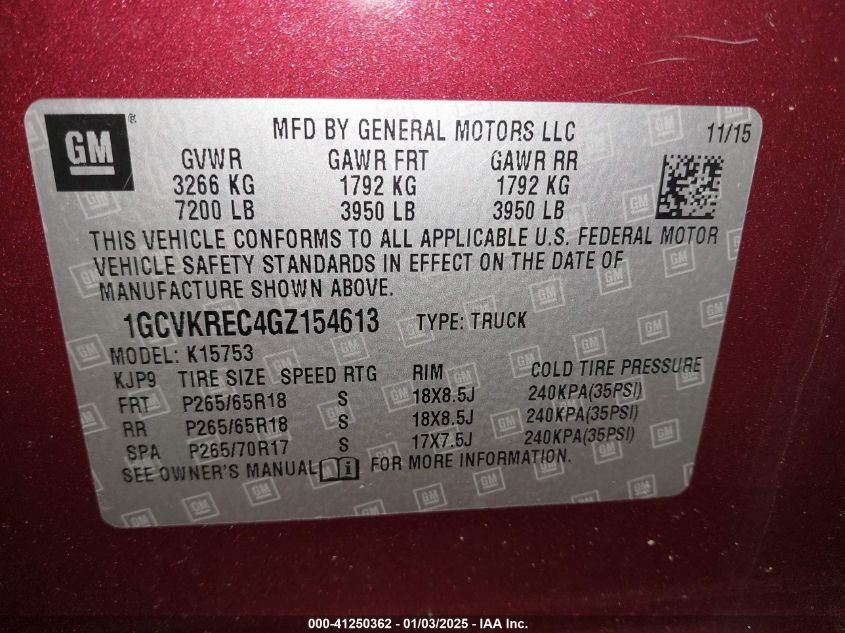 GM ®
MFD BY GENERAL MOTORS LLC 11/15
GVWR GAWR FRT GAWR RR
3266 KG 1792 KG 1792 KG
7200 LB 3950 LB 3950 LB
THIS VEHICLE CONFORMS TO ALL APPLICABLE U.S. FEDERAL MOTOR
VEHICLE SAFETY STANDARDS IN EFFECT ON THE DATE OF
MANUFACTURE SHOWN ABOVE.
1GCVKREC4GZ154613 TYPE: TRUCK
MODEL: K15753
KJP9 TIRE SIZE SPEED RTG RIM COLD TIRE PRESSURE
FRT P265/65R18 S 18X8.5J 240KPA(35PSI)
RR P265/65R18 S 18X8.5J 240KPA(35PSI)
SPA P265/70R17 S 17X7.5J 240KPA(35PSI)
SEE OWNER'S MANUAL i FOR MORE INFORMATION.
000-41250362 - 01/03/2025 - IAA Inc.